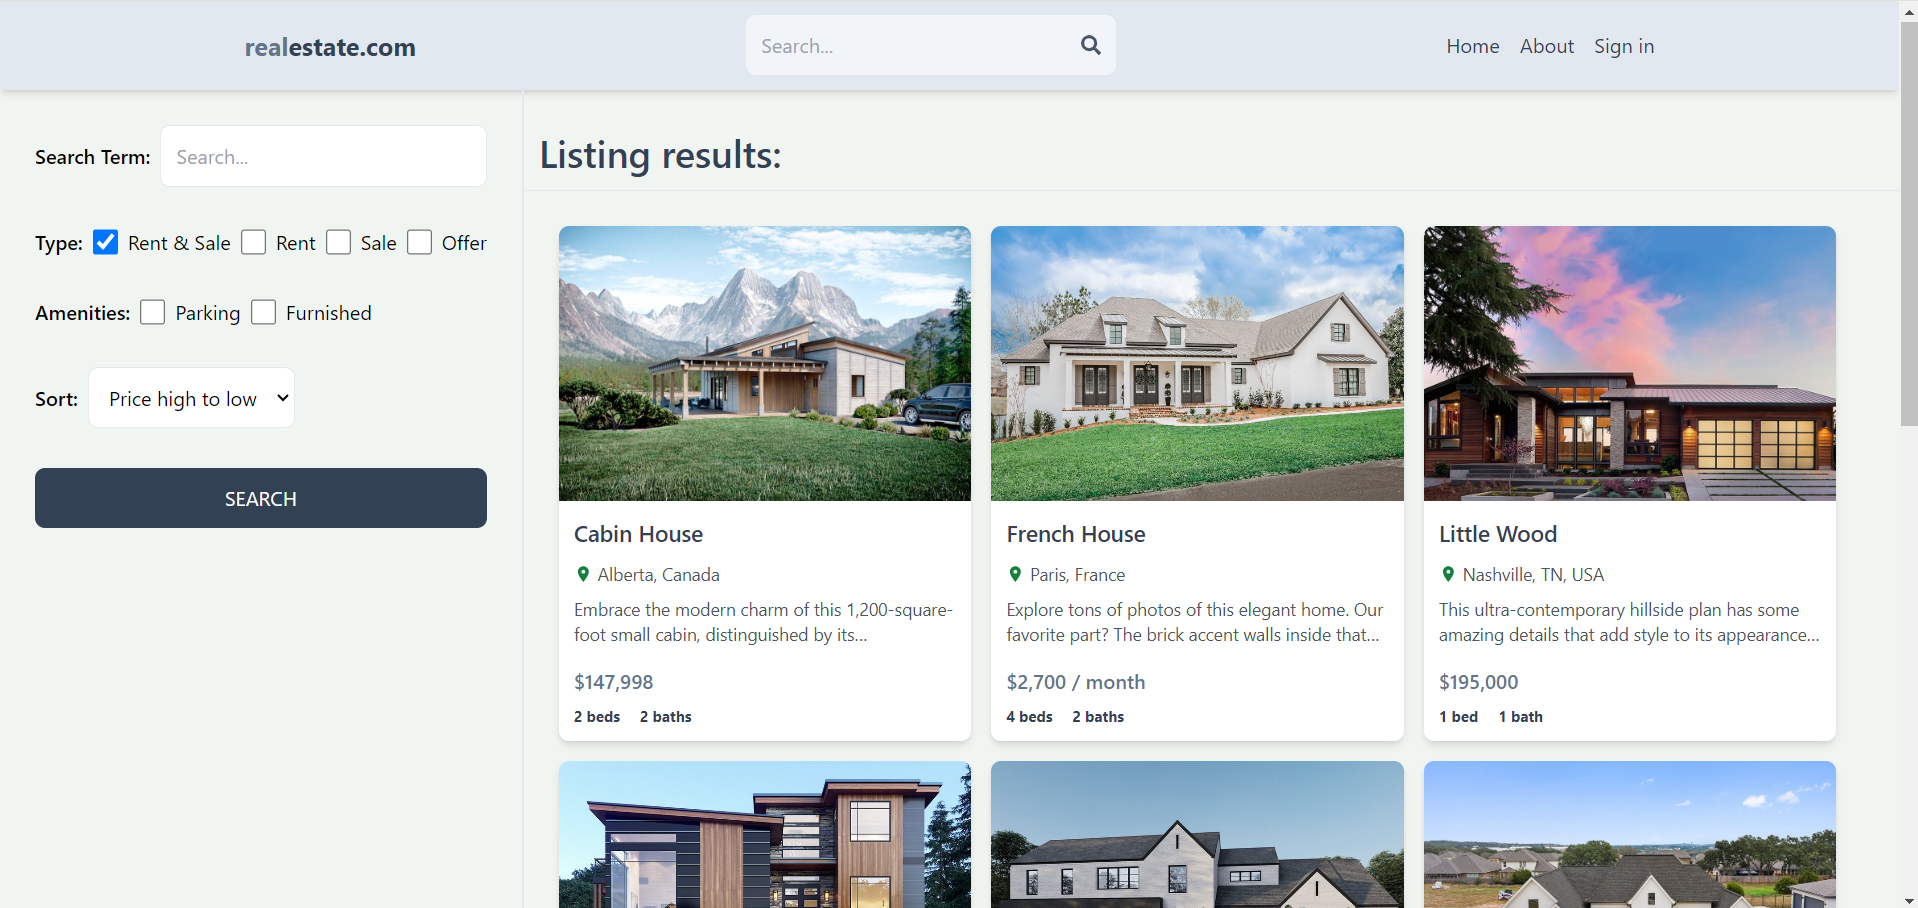 realestate.com
Search...
Home About Sign in
Search Term: Search...
Type: Rent & Sale Rent Sale Offer
Amenities: Parking Furnished
Sort: Price high to low
SEARCH
Listing results:
Cabin House
Alberta, Canada
Embrace the modern charm of this 1,200-square-
foot small cabin, distinguished by its...
$147,998
2 beds 2 baths
French House
Paris, France
Explore tons of photos of this elegant home. Our
favorite part? The brick accent walls inside that...
$2,700 / month
4 beds 2 baths
Little Wood
Nashville, TN, USA
This ultra-contemporary hillside plan has some
amazing details that add style to its appearance...
$195,000
1 bed 1 bath